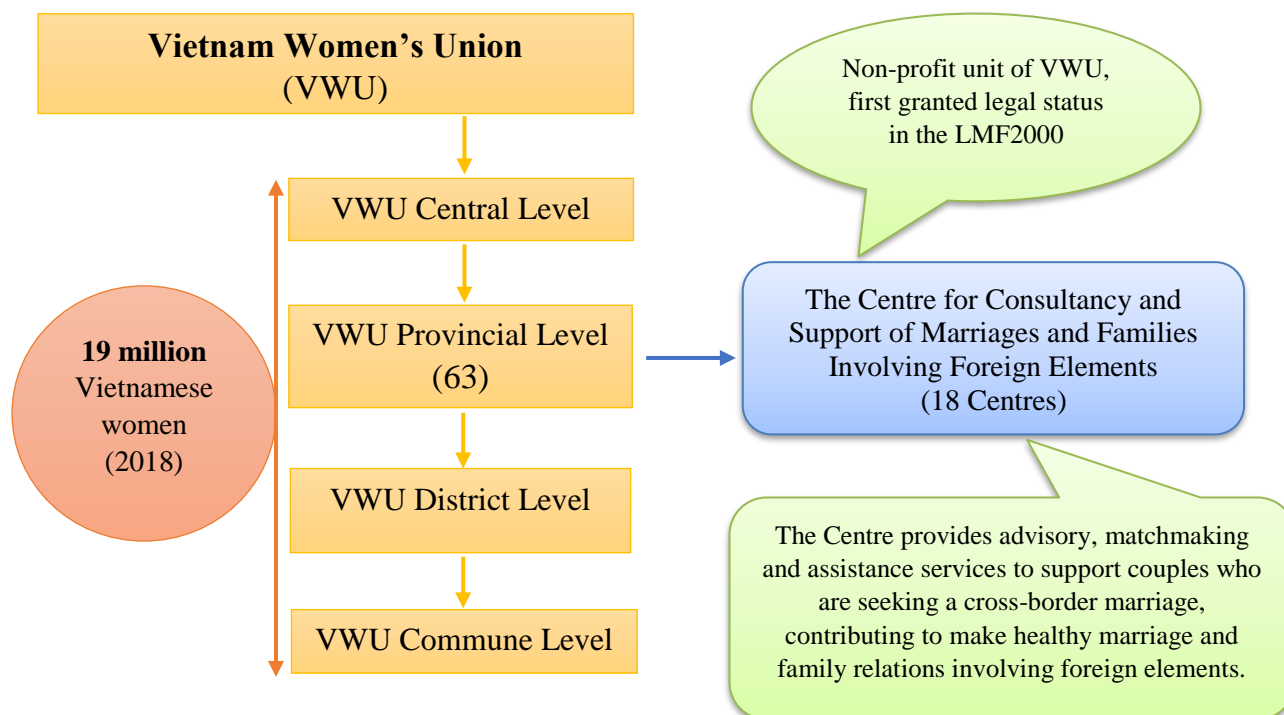 Vietnam Women’s Union
(VWU)
VWU Central Level
VWU Provincial Level
(63)
VWU District Level
VWU Commune Level
19 million
Vietnamese
women
(2018)
Non-profit unit of VWU,
first granted legal status
in the LMF2000
The Centre for Consultancy and
Support of Marriages and Families
Involving Foreign Elements
(18 Centres)
The Centre provides advisory, matchmaking
and assistance services to support couples who
are seeking a cross-border marriage,
contributing to make healthy marriage and
family relations involving foreign elements.